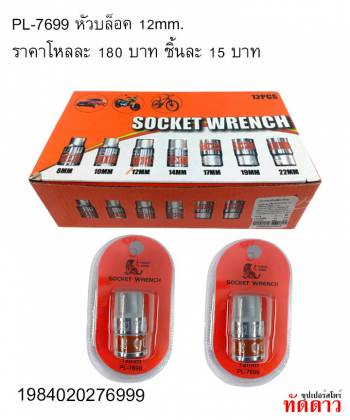 PL-7699 หัวบล็อค 12mm.
ราคาโหลละ 180 บาท ชิ้นละ 15 บาท
12PCS
SOCKET WRENCH
8MM 10MM 12MM 14MM 17MM 19MM 22MM
SOCKET WRENCH SOCKET WRENCH
12mm 12mm
PL-7699 PL-7699
1984020276999
ซุปเปอร์สโตร์
ทัดดาว